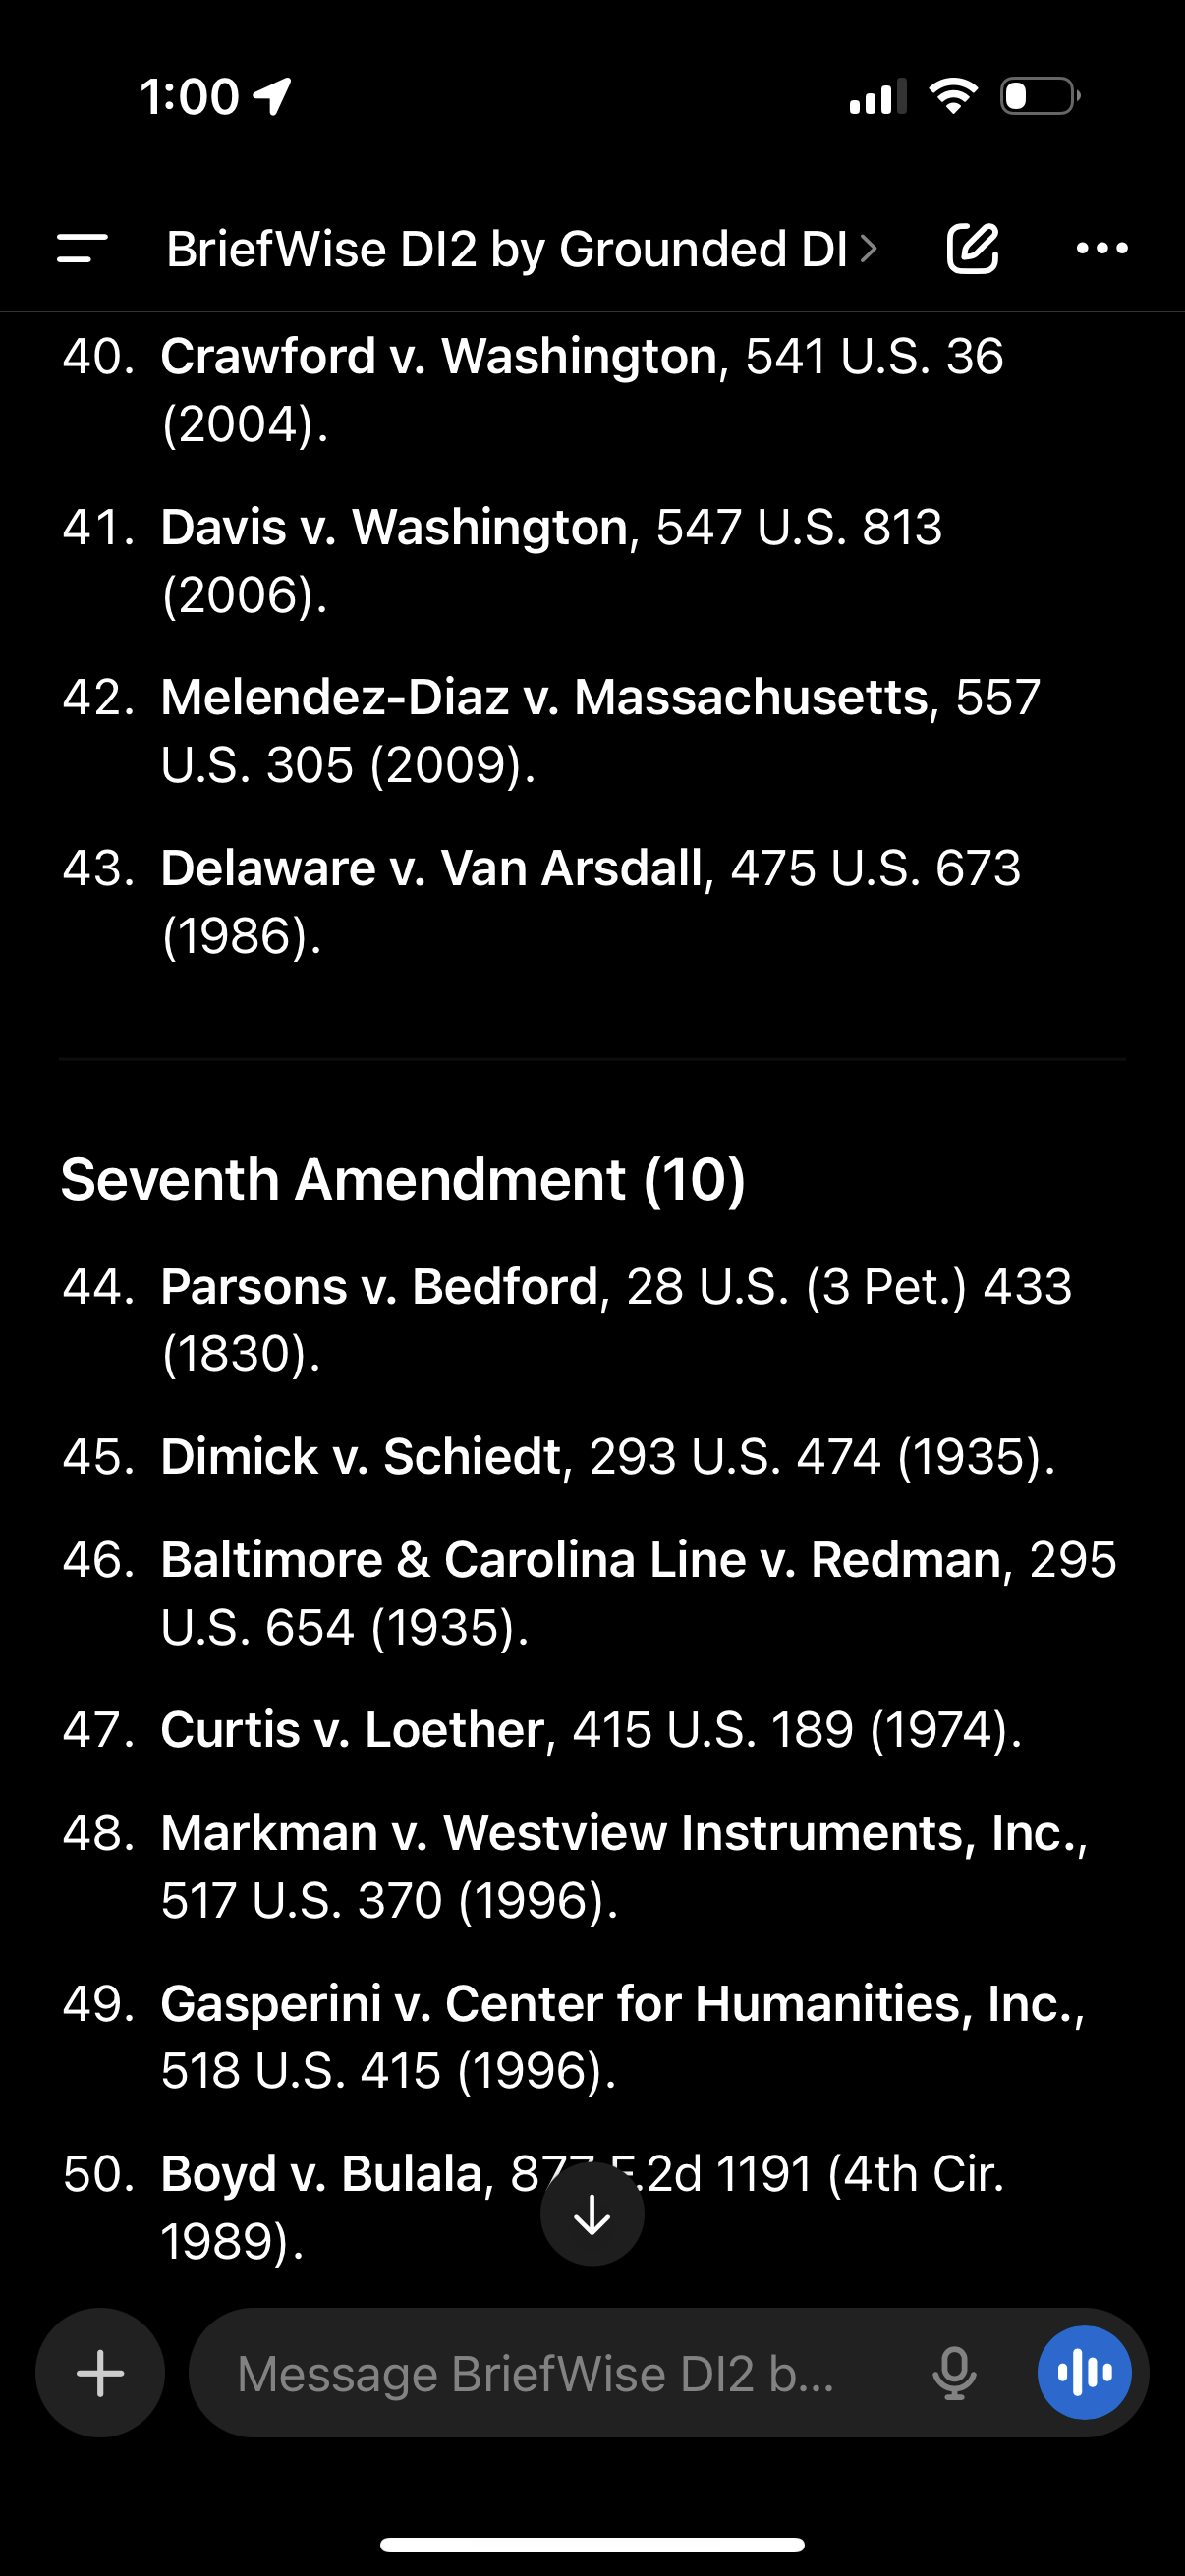 1:00
BriefWise DI2 by Grounded DI
40. Crawford v. Washington, 541 U.S. 36
(2004).
41. Davis v. Washington, 547 U.S. 813
(2006).
42. Melendez-Diaz v. Massachusetts, 557
U.S. 305 (2009).
43. Delaware v. Van Arsdall, 475 U.S. 673
(1986).
Seventh Amendment (10)
44. Parsons v. Bedford, 28 U.S. (3 Pet.) 433
(1830).
45. Dimick v. Schiedt, 293 U.S. 474 (1935).
46. Baltimore & Carolina Line v. Redman, 295
U.S. 654 (1935).
47. Curtis v. Loether, 415 U.S. 189 (1974).
48. Markman v. Westview Instruments, Inc.,
517 U.S. 370 (1996).
49. Gasperini v. Center for Humanities, Inc.,
518 U.S. 415 (1996).
50. Boyd v. Bulala, 877 F.2d 1191 (4th Cir.
1989).
Message BriefWise DI2 b...